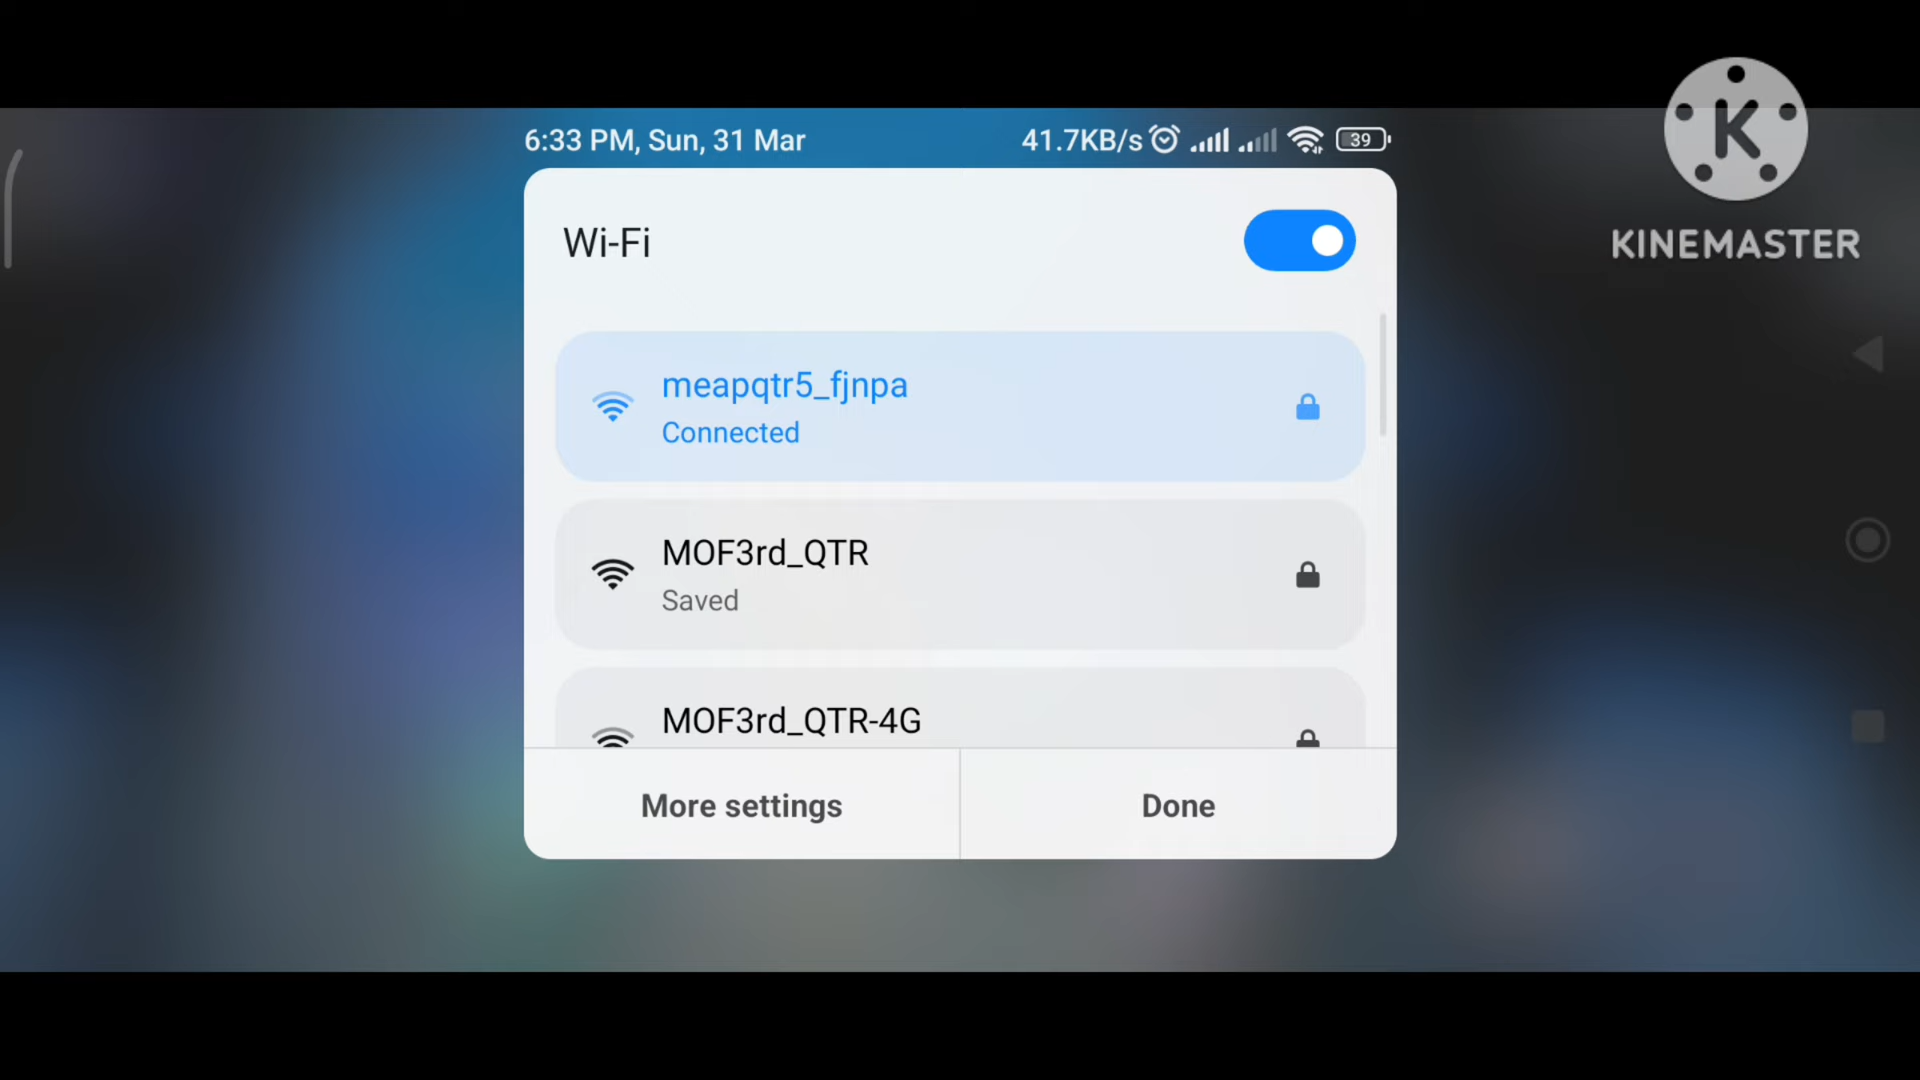 6:33 PM, Sun, 31 Mar 41.7KB/s 39
K
KINEMASTER
Wi-Fi
meapqtr5_fjnpa
Connected
MOF3rd_QTR
Saved
MOF3rd_QTR-4G
More settings Done